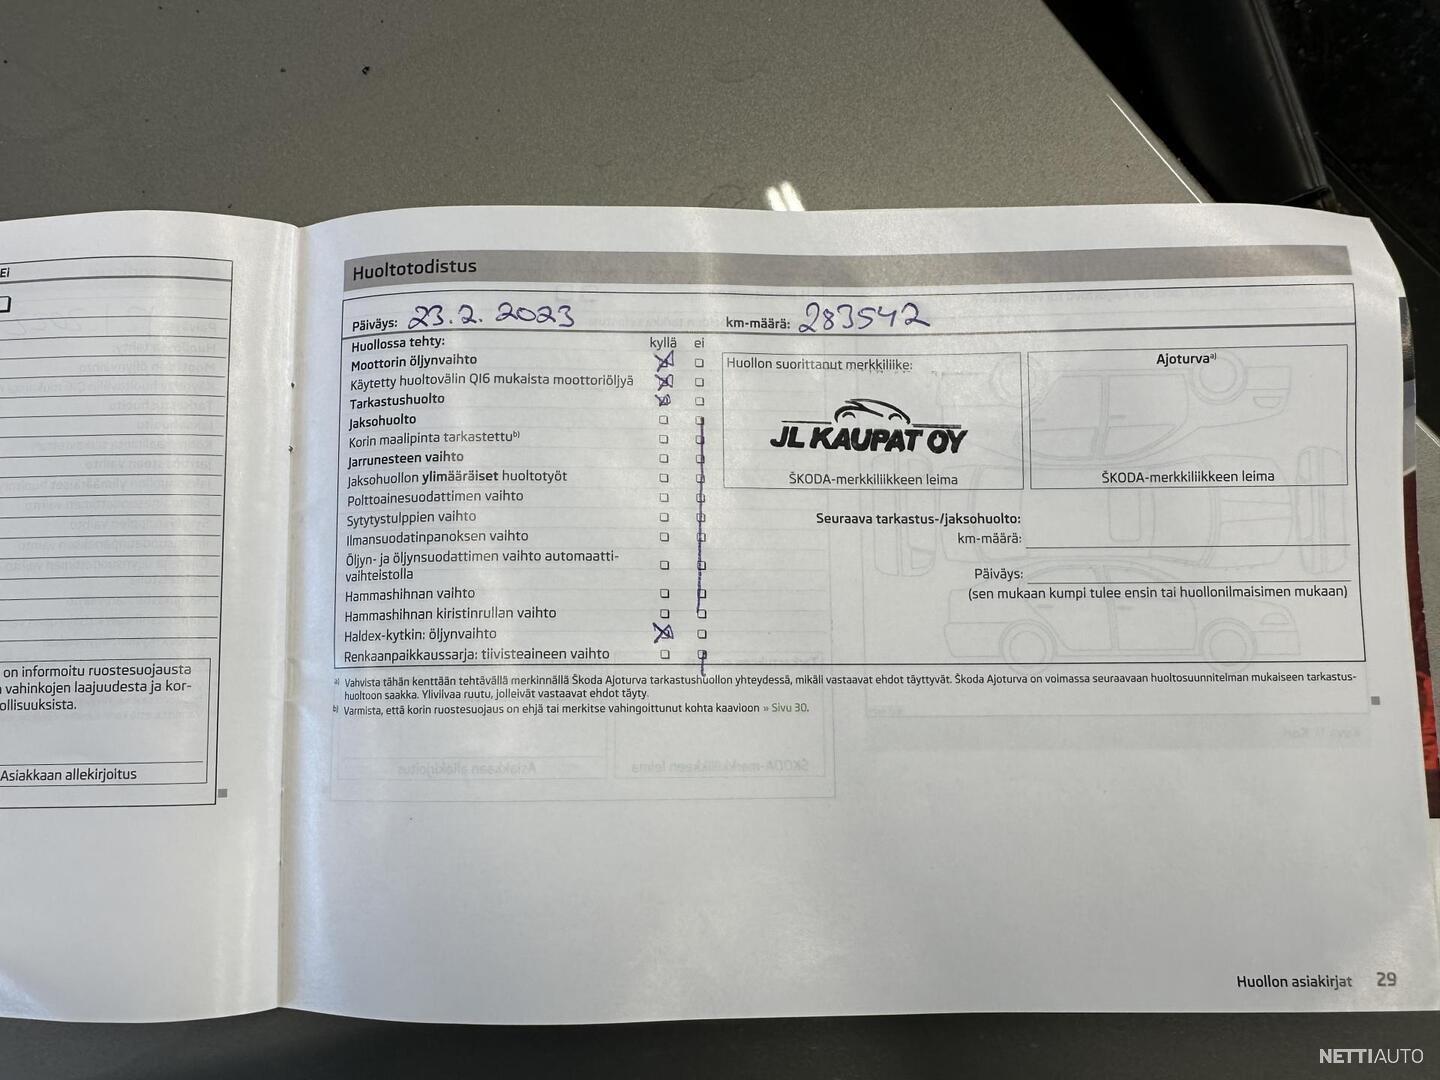 Ei
on informoitu ruostesuojausta
vahinkojen laajuudesta ja kor-
ollisuuksista.
Asiakkaan allekirjoitus
Huoltotodistus
Päiväys: 23.2.2023
km-määrä: 283542
Huollossa tehty: kyllä ei
Moottorin öljynvaihto
Käytetty huoltovälin QI6 mukaista moottoriöljyä
Tarkastushuolto
Jaksohuolto
Korin maalipinta tarkastettu b)
Jarrunesteen vaihto
Jaksohuollon ylimääräiset huoltotyöt
Polttoainesuodattimen vaihto
Sytytystulppien vaihto
Ilmansuodatinpanoksen vaihto
Öljyn- ja öljynsuodattimen vaihto automaatti-
vaihteistolla
Hammashihnan vaihto
Hammashihnan kiristinrullan vaihto
Haldex-kytkin: öljynvaihto
Renkaanpaikkaussarja: tiivisteaineen vaihto
Huollon suorittanut merkkiliike:
JL KAUPAT OY
ŠKODA-merkkiliikkeen leima
Ajoturva a)
ŠKODA-merkkiliikkeen leima
Seuraava tarkastus-/jaksohuolto:
km-määrä:
Päiväys:
(sen mukaan kumpi tulee ensin tai huollonilmaisimen mukaan)
a) Vahvista tähän kenttään tehtävällä merkinnällä Škoda Ajoturva tarkastushuollon yhteydessä, mikäli vastaavat ehdot täyttyvät. Škoda Ajoturva on voimassa seuraavaan huoltosuunnitelman mukaiseen tarkastus-
huoltoon saakka. Yliviivaa ruutu, jolleivät vastaavat ehdot täyty.
b) Varmista, että korin ruostesuojaus on ehjä tai merkitse vahingoittunut kohta kaavioon » Sivu 30.
Huollon asiakirjat 29
NETTIAUTO